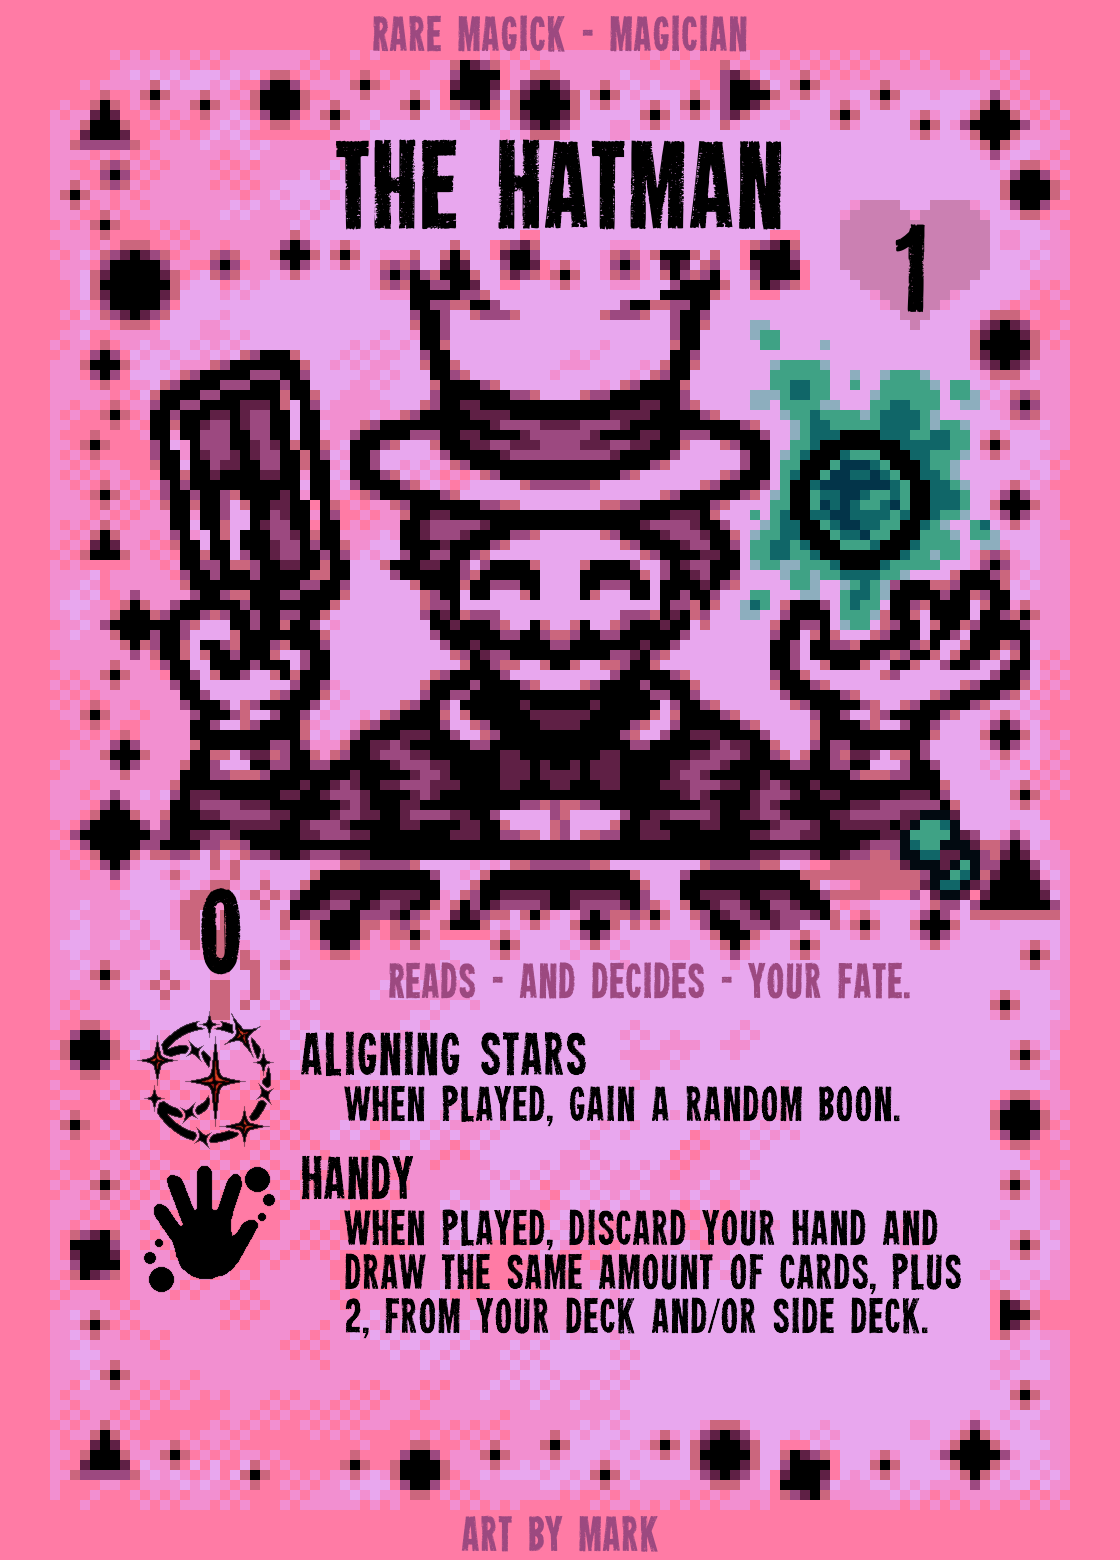 RARE MAGICK - MAGICIAN
THE HATMAN
1
0
READS - AND DECIDES - YOUR FATE.
ALIGNING STARS
WHEN PLAYED, GAIN A RANDOM BOON.
HANDY
WHEN PLAYED, DISCARD YOUR HAND AND
DRAW THE SAME AMOUNT OF CARDS, PLUS
2, FROM YOUR DECK AND/OR SIDE DECK.
ART BY MARK